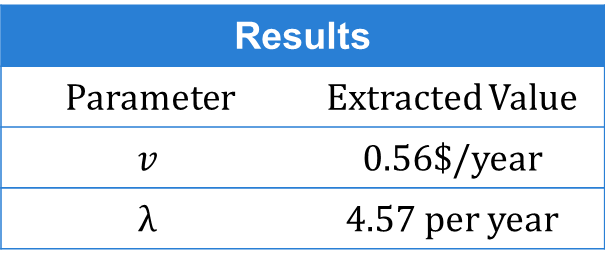 Results
Parameter Extracted Value
v 0.56$/year
λ 4.57 per year